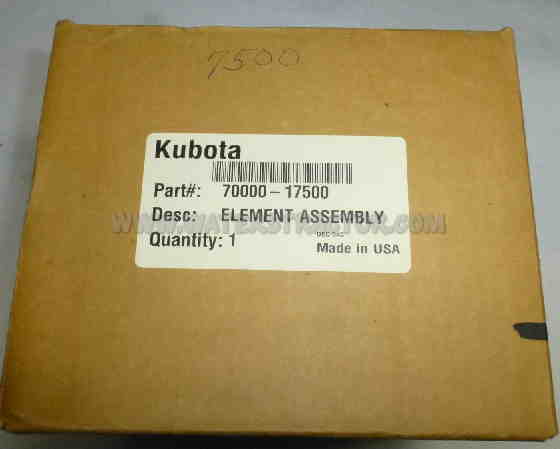 7500
Kubota
Part#: 70000-17500
Desc: ELEMENT ASSEMBLY
Quantity: 1
Made in USA